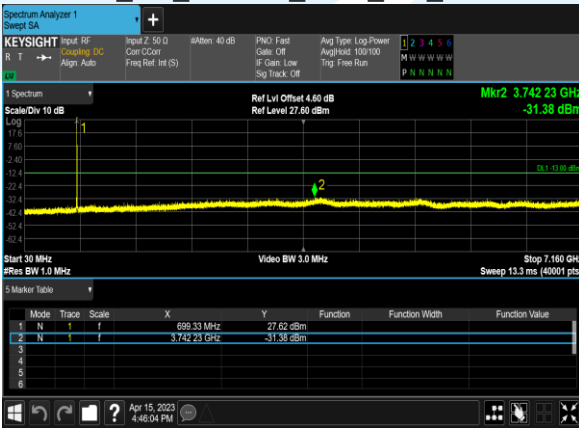 Spectrum Analyzer 1
Swept SA
+
KEYSIGHT Input: RF Input Z: 50 Ω #Atten: 40 dB PNO: Fast Avg Type: Log-Power 1 2 3 4 5 6
R T Coupling: DC Corr CCorr Gate: Off Avg|Hold: 100/100 M W W W W W
Align: Auto Freq Ref: Int (S) IF Gain: Low Trig: Free Run
Sig Track: Off P N N N N N
LU
1 Spectrum Ref Lvl Offset 4.60 dB Mkr2 3.742 23 GHz
Scale/Div 10 dB Ref Level 27.60 dBm -31.38 dBm
Log
17.6
7.60
-2.40
-12.4
-22.4
-32.4
-42.4
-52.4
-62.4
1
2
DL1 -13.00 dBm
Start 30 MHz Video BW 3.0 MHz Stop 7.160 GHz
#Res BW 1.0 MHz Sweep 13.3 ms (40001 pts)
5 Marker Table
Mode Trace Scale X Y Function Function Width Function Value
1 N 1 f 699.33 MHz 27.62 dBm
2 N 1 f 3.742 23 GHz -31.38 dBm
3
4
5
6
? Apr 15, 2023
4:46:04 PM